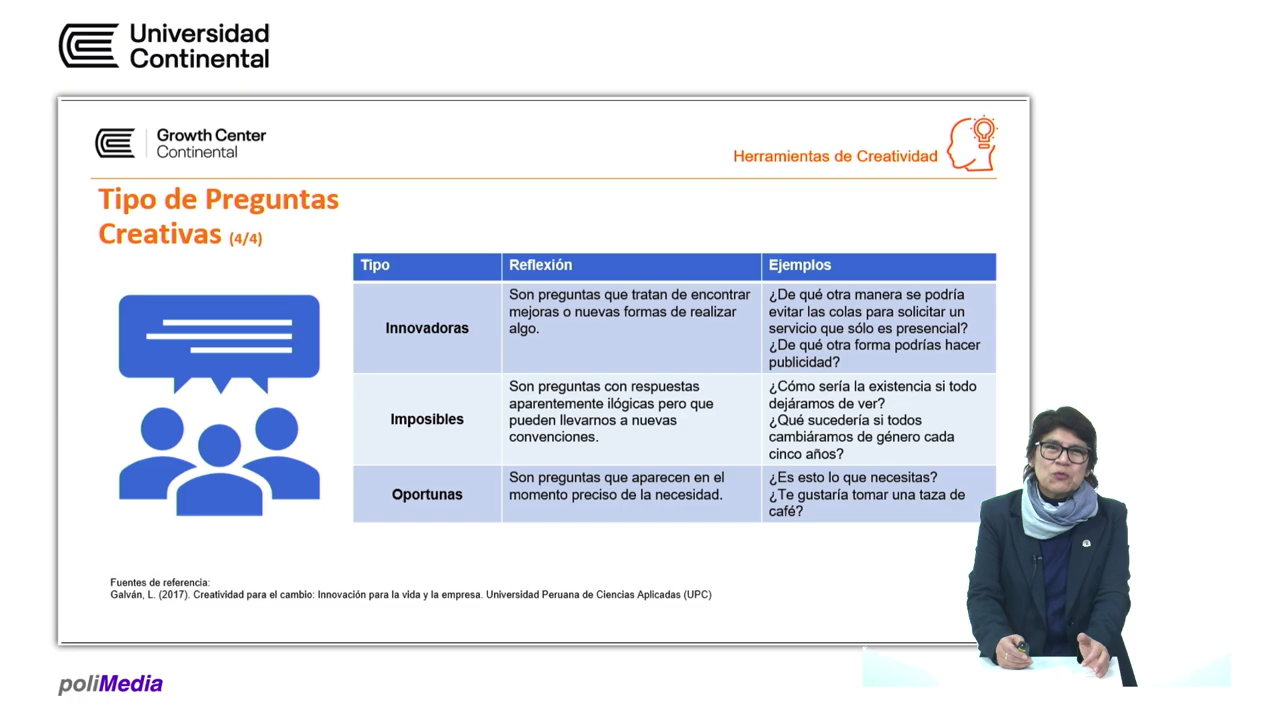 Universidad
Continental
Growth Center
Continental
Herramientas de Creatividad
Tipo de Preguntas
Creativas (4/4)
Tipo
Reflexión
Ejemplos
Innovadoras
Son preguntas que tratan de encontrar
mejoras o nuevas formas de realizar
algo.
¿De qué otra manera se podría
evitar las colas para solicitar un
servicio que sólo es presencial?
¿De qué otra forma podrías hacer
publicidad?
Imposibles
Son preguntas con respuestas
aparentemente ilógicas pero que
pueden llevarnos a nuevas
convenciones.
¿Cómo sería la existencia si todo
dejáramos de ver?
¿Qué sucedería si todos
cambiáramos de género cada
cinco años?
Oportunas
Son preguntas que aparecen en el
momento preciso de la necesidad.
¿Es esto lo que necesitas?
¿Te gustaría tomar una taza de
café?
Fuentes de referencia:
Galván, L. (2017). Creatividad para el cambio: Innovación para la vida y la empresa. Universidad Peruana de Ciencias Aplicadas (UPC)
poliMedia